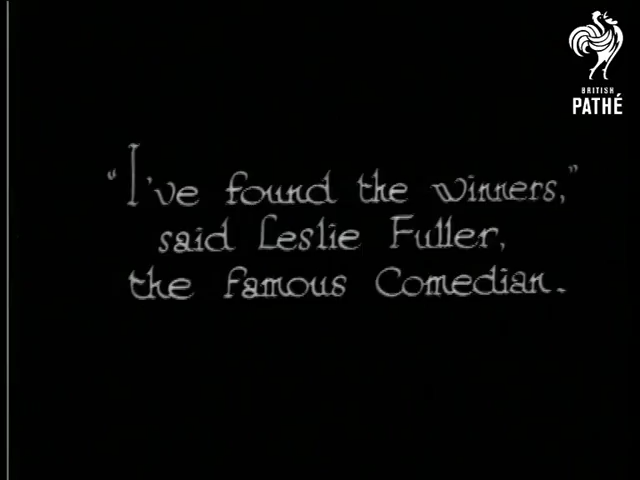 BRITISH
PATHÉ
"I've found the winners,"
said Leslie Fuller,
the famous Comedian.